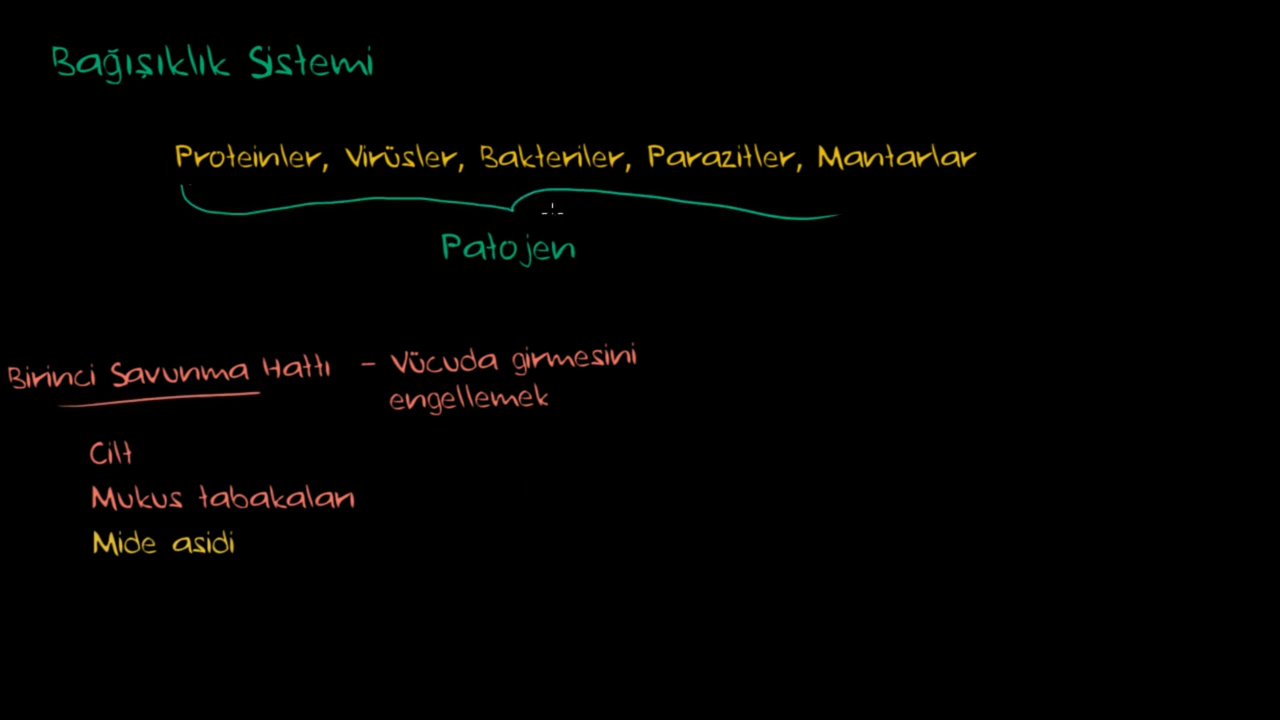 Bağışıklık Sistemi
Proteinler, Virüsler, Bakteriler, Parazitler, Mantarlar
Patojen
Birinci Savunma Hattı - Vücuda girmesini
engellemek
Cilt
Mukus tabakaları
Mide asidi